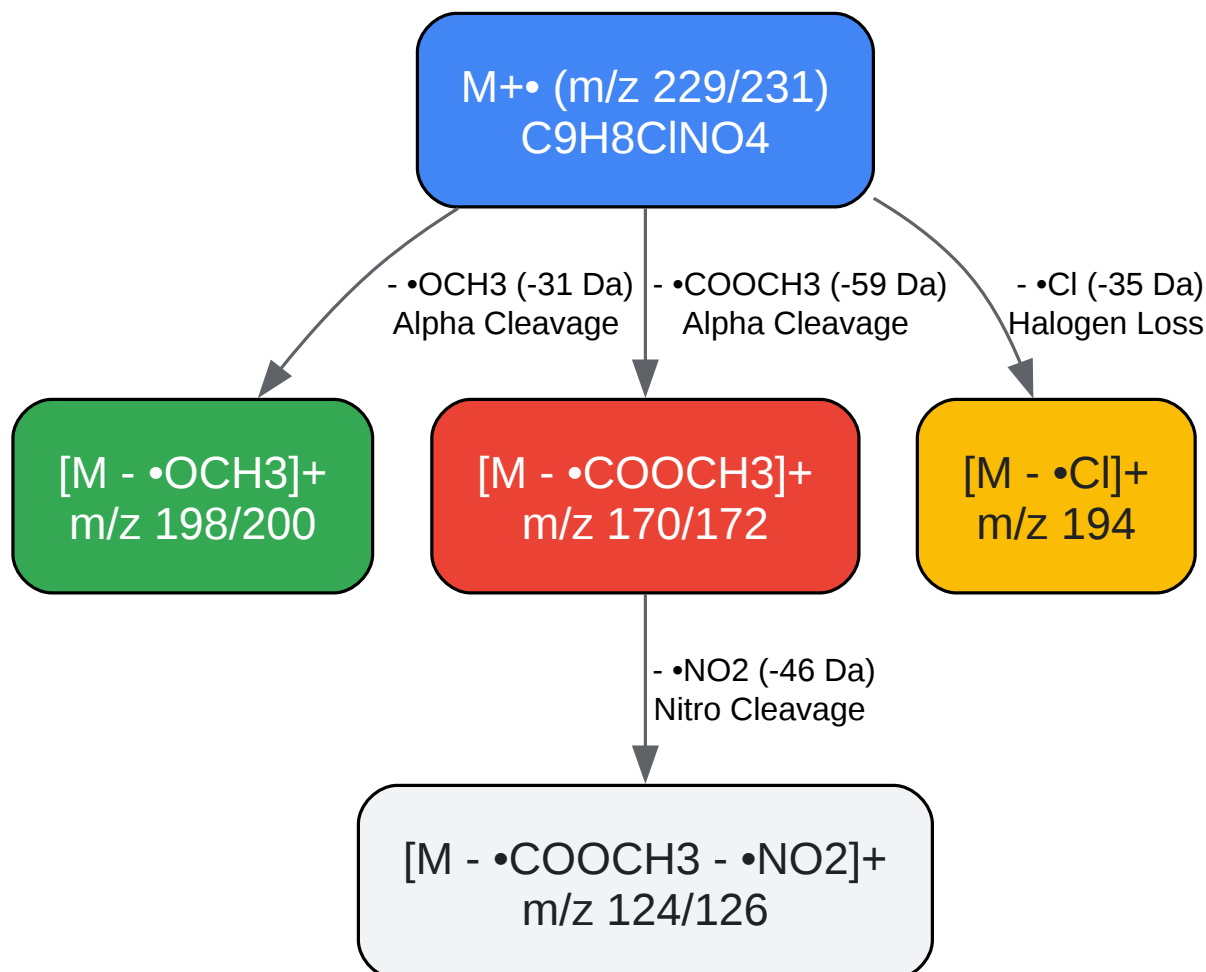 M+• (m/z 229/231)
C9H8ClNO4
- •OCH3 (-31 Da)
Alpha Cleavage
- •COOCH3 (-59 Da)
Alpha Cleavage
- •Cl (-35 Da)
Halogen Loss
[M - •OCH3]+
m/z 198/200
[M - •COOCH3]+
m/z 170/172
[M - •Cl]+
m/z 194
- •NO2 (-46 Da)
Nitro Cleavage
[M - •COOCH3 - •NO2]+
m/z 124/126